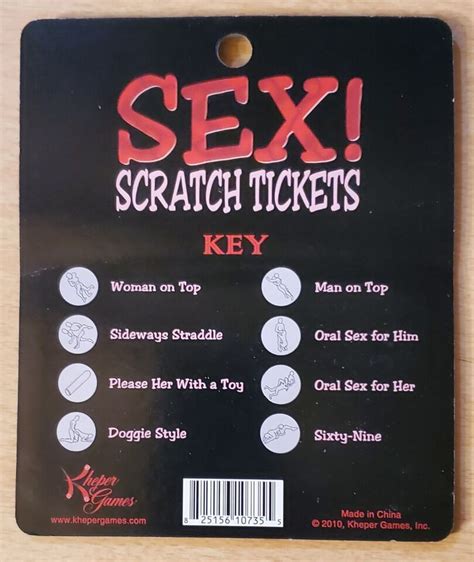 SEX!
SCRATCH TICKETS
KEY
Woman on Top
Man on Top
Sideways Straddle
Oral Sex for Him
Please Her With a Toy
Oral Sex for Her
Doggie Style
Sixty-Nine
Kheper
Games
www.khepergames.com
8 25156 10735 5
Made in China
© 2010, Kheper Games, Inc.